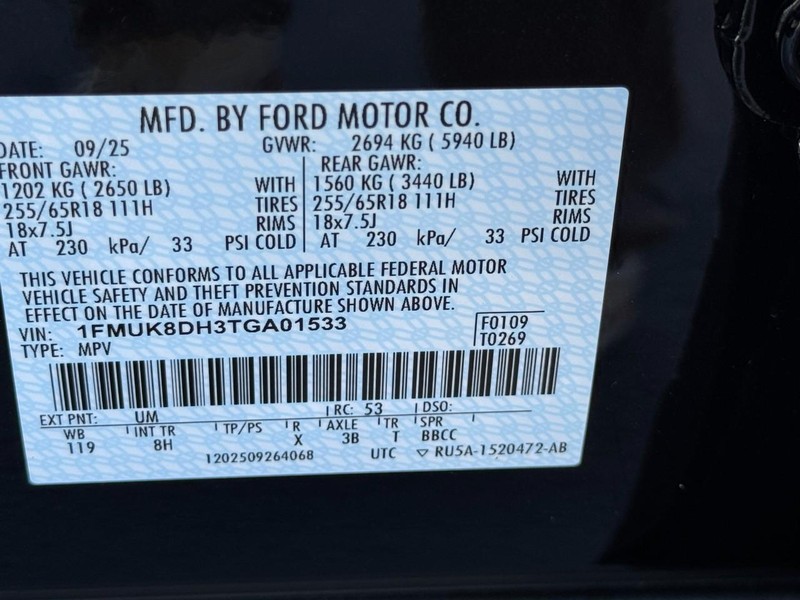 MFD. BY FORD MOTOR CO.
DATE: 09/25 GVWR: 2694 KG ( 5940 LB)
FRONT GAWR: REAR GAWR:
1202 KG ( 2650 LB) WITH 1560 KG ( 3440 LB) WITH
255/65R18 111H TIRES 255/65R18 111H TIRES
18x7.5J RIMS 18x7.5J RIMS
AT 230 kPa/ 33 PSI COLD AT 230 kPa/ 33 PSI COLD
THIS VEHICLE CONFORMS TO ALL APPLICABLE FEDERAL MOTOR
VEHICLE SAFETY AND THEFT PREVENTION STANDARDS IN
EFFECT ON THE DATE OF MANUFACTURE SHOWN ABOVE.
VIN: 1FMUK8DH3TGA01533 F0109
TYPE: MPV T0269
EXT PNT: UM RC: 53 DSO:
WB INT TR TP/PS R AXLE TR SPR
119 8H X 3B T BBCC
1202509264068 UTC ▽ RU5A-1520472-AB